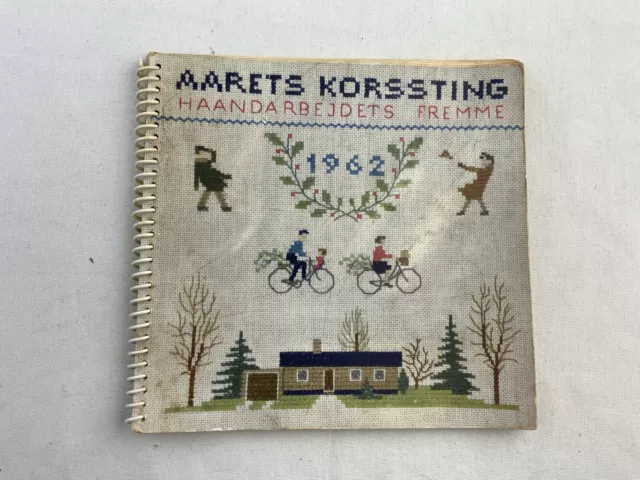 AARETS KORSSTING
HAANDARBEJDETS FREMME
1962